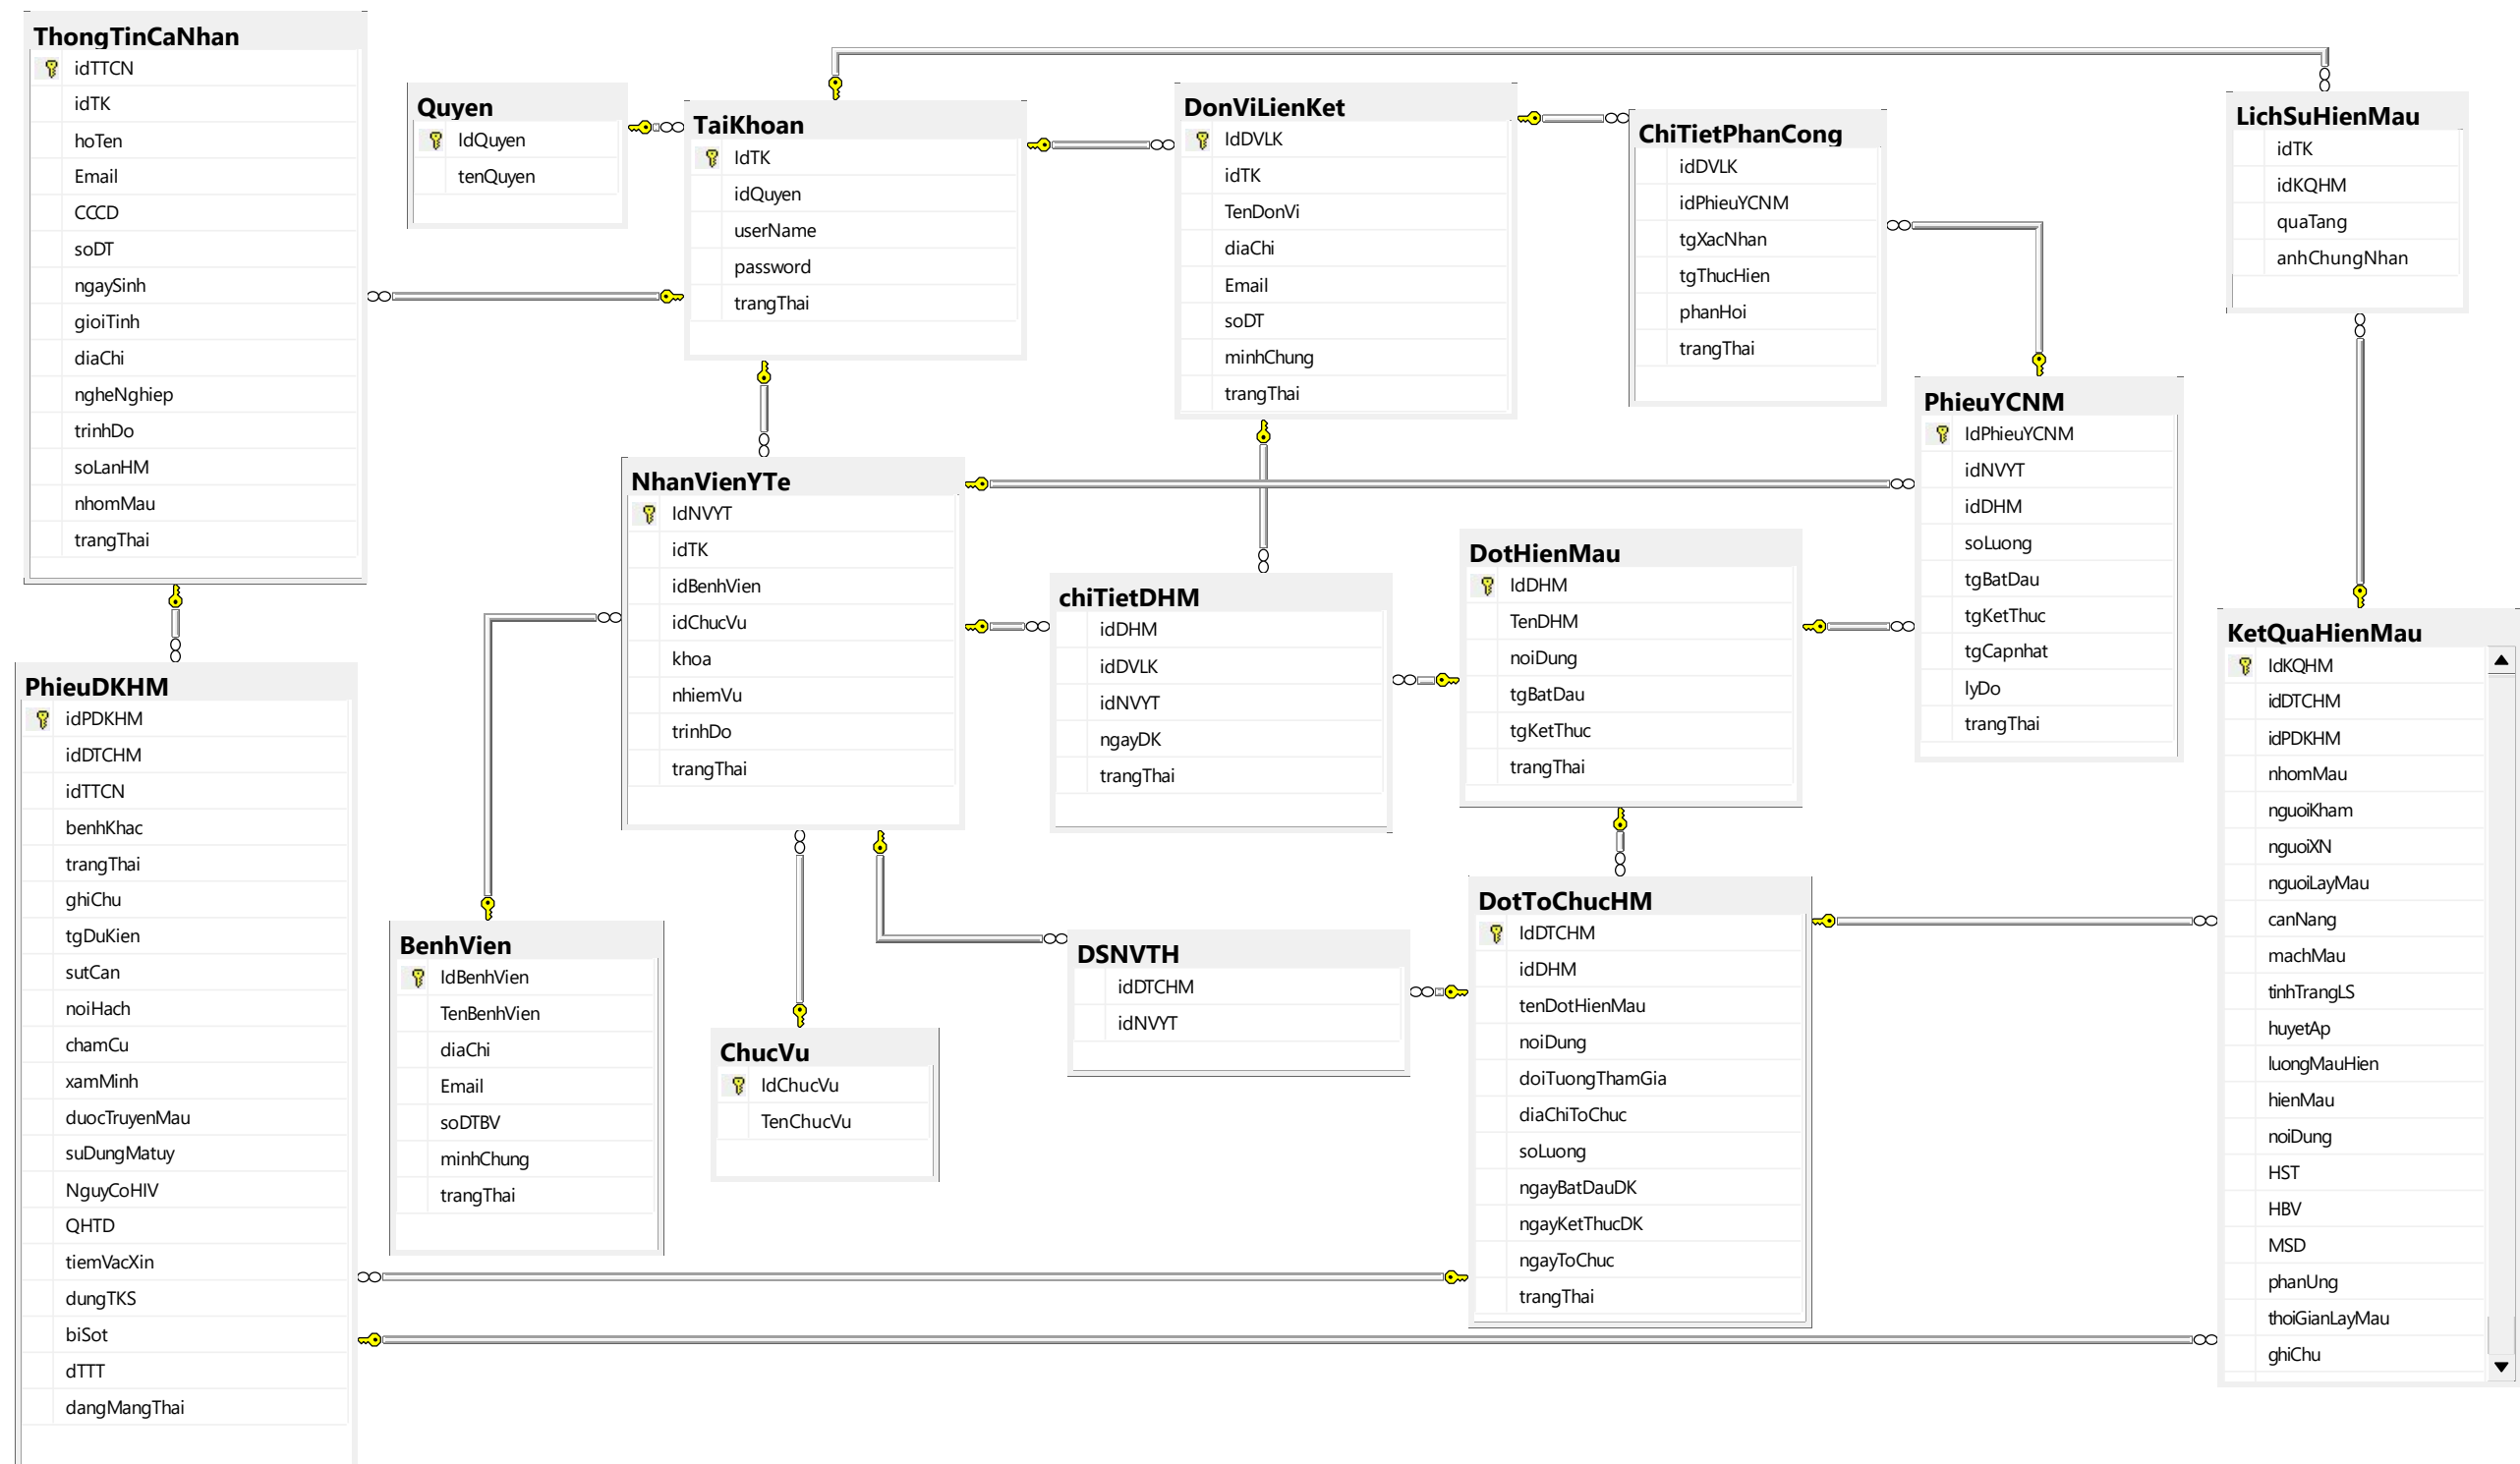 ThongTinCaNhan
idTTCN
idTK
hoTen
Email
CCCD
soDT
ngaySinh
gioiTinh
diaChi
ngheNghiep
trinhDo
soLanHM
nhomMau
trangThai
Quyen
IdQuyen
tenQuyen
TaiKhoan
IdTK
idQuyen
userName
password
trangThai
DonViLienKet
IdDVLK
idTK
TenDonVi
diaChi
Email
soDT
minhChung
trangThai
ChiTietPhanCong
idDVLK
idPhieuYCNM
tgXacNhan
tgThucHien
phanHoi
trangThai
LichSuHienMau
idTK
idKQHM
quaTang
anhChungNhan
PhieuYCNM
IdPhieuYCNM
idNVYT
idDHM
soLuong
tgBatDau
tgKetThuc
tgCapnhat
lyDo
trangThai
NhanVienYTe
IdNVYT
idTK
idBenhVien
idChucVu
khoa
nhiemVu
trinhDo
trangThai
chiTietDHM
idDHM
idDVLK
idNVYT
ngayDK
trangThai
DotHienMau
IdDHM
TenDHM
noiDung
tgBatDau
tgKetThuc
trangThai
KetQuaHienMau
IdKQHM
idDTCHM
idPDKHM
nhomMau
nguoiKham
nguoiXN
nguoiLayMau
canNang
machMau
tinhTrangLS
huyetAp
luongMauHien
hienMau
noiDung
HST
HBV
MSD
phanUng
thoiGianLayMau
ghiChu
PhieuDKHM
idPDKHM
idDTCHM
idTTCN
benhKhac
trangThai
ghiChu
tgDuKien
sutCan
noiHach
chamCu
xamMinh
duocTruyenMau
suDungMatuy
NguyCoHIV
QHTD
tiemVacXin
dungTKS
biSot
dTTT
dangMangThai
BenhVien
IdBenhVien
TenBenhVien
diaChi
Email
soDTBV
minhChung
trangThai
ChucVu
IdChucVu
TenChucVu
DSNVTH
idDTCHM
idNVYT
DotToChucHM
IdDTCHM
idDHM
tenDotHienMau
noiDung
doiTuongThamGia
diaChiToChuc
soLuong
ngayBatDauDK
ngayKetThucDK
ngayToChuc
trangThai